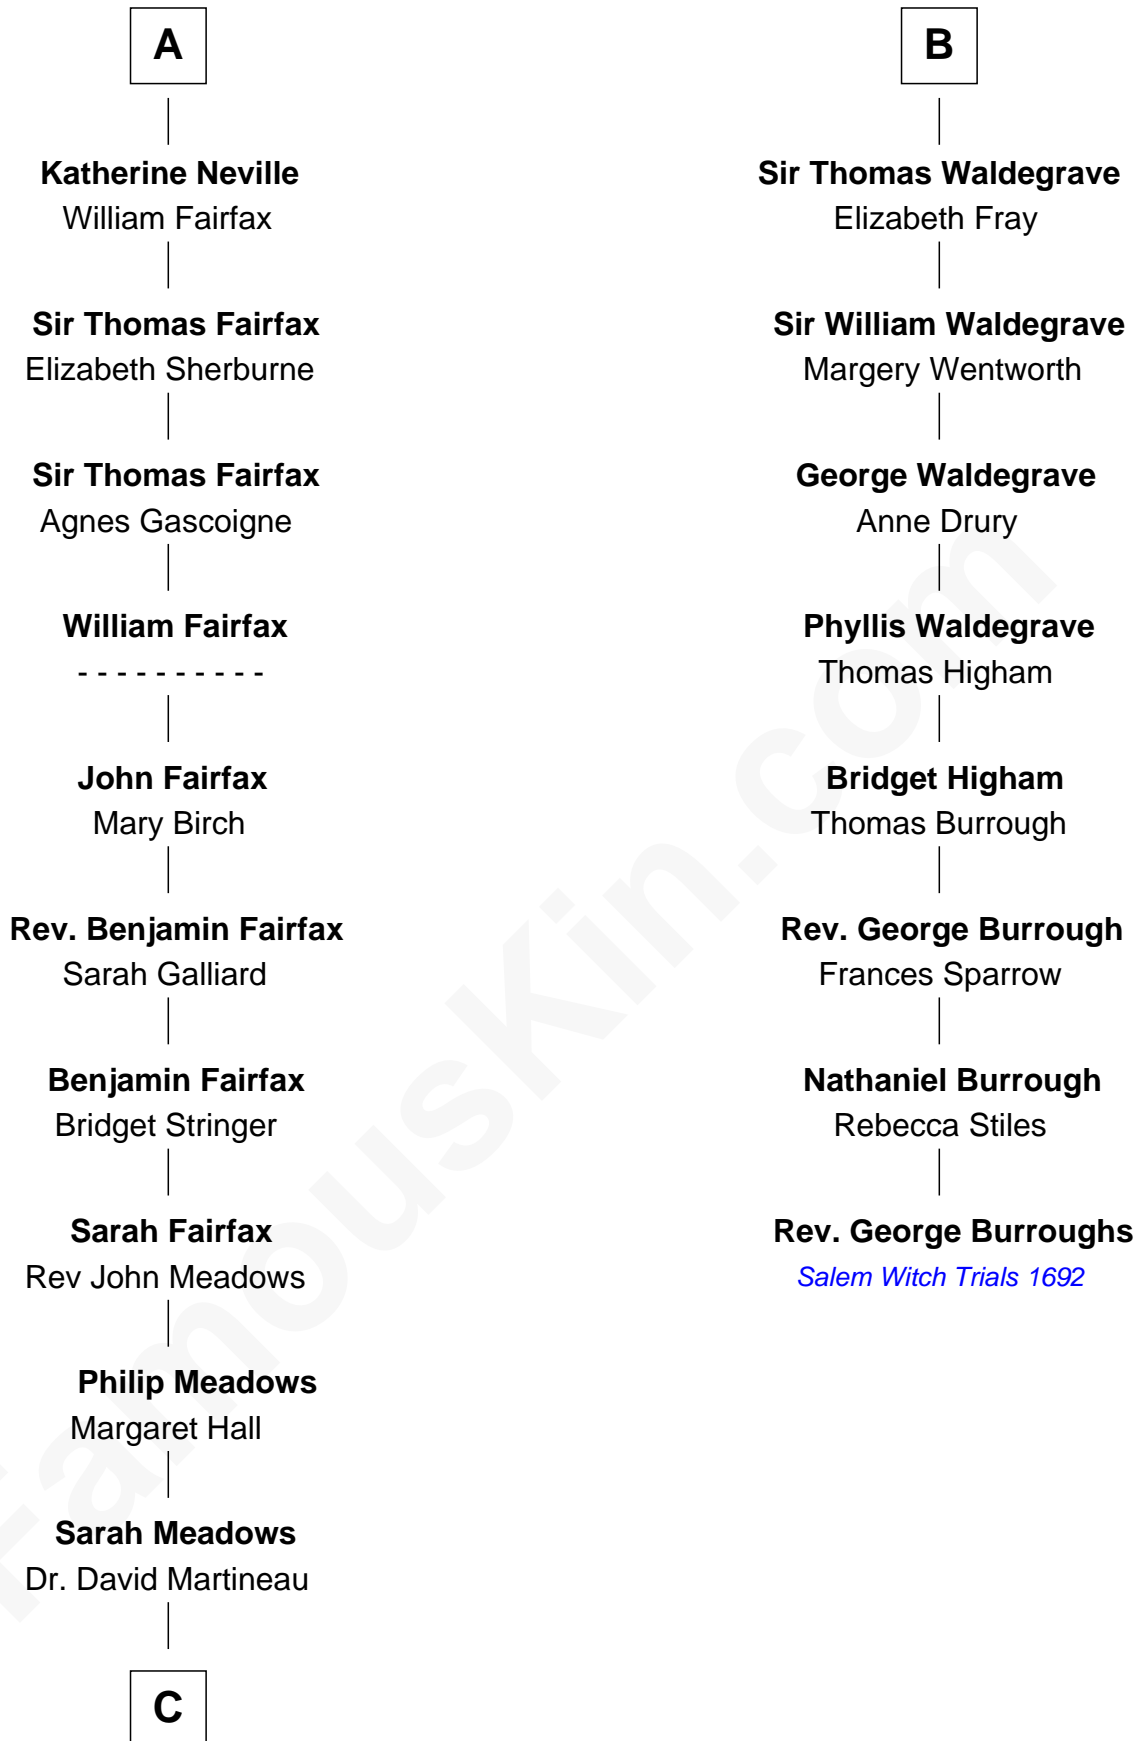 A
Katherine Neville
William Fairfax
Sir Thomas Fairfax
Elizabeth Sherburne
Sir Thomas Fairfax
Agnes Gascoigne
William Fairfax
- - - - - - - - - -
John Fairfax
Mary Birch
Rev. Benjamin Fairfax
Sarah Galliard
Benjamin Fairfax
Bridget Stringer
Sarah Fairfax
Rev John Meadows
Philip Meadows
Margaret Hall
Sarah Meadows
Dr. David Martineau
C
B
Sir Thomas Waldegrave
Elizabeth Fray
Sir William Waldegrave
Margery Wentworth
George Waldegrave
Anne Drury
Phyllis Waldegrave
Thomas Higham
Bridget Higham
Thomas Burrough
Rev. George Burrough
Frances Sparrow
Nathaniel Burrough
Rebecca Stiles
Rev. George Burroughs
Salem Witch Trials 1692
FamousKin.com